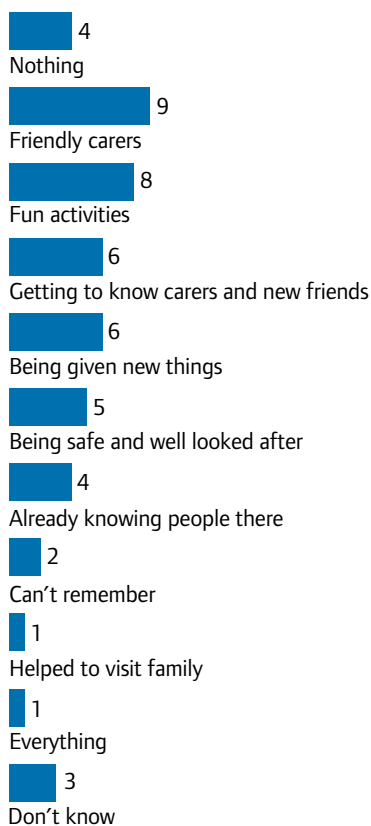 4
Nothing
9
Friendly carers
8
Fun activities
6
Getting to know carers and new friends
6
Being given new things
5
Being safe and well looked after
4
Already knowing people there
2
Can’t remember
1
Helped to visit family
1
Everything
3
Don’t know